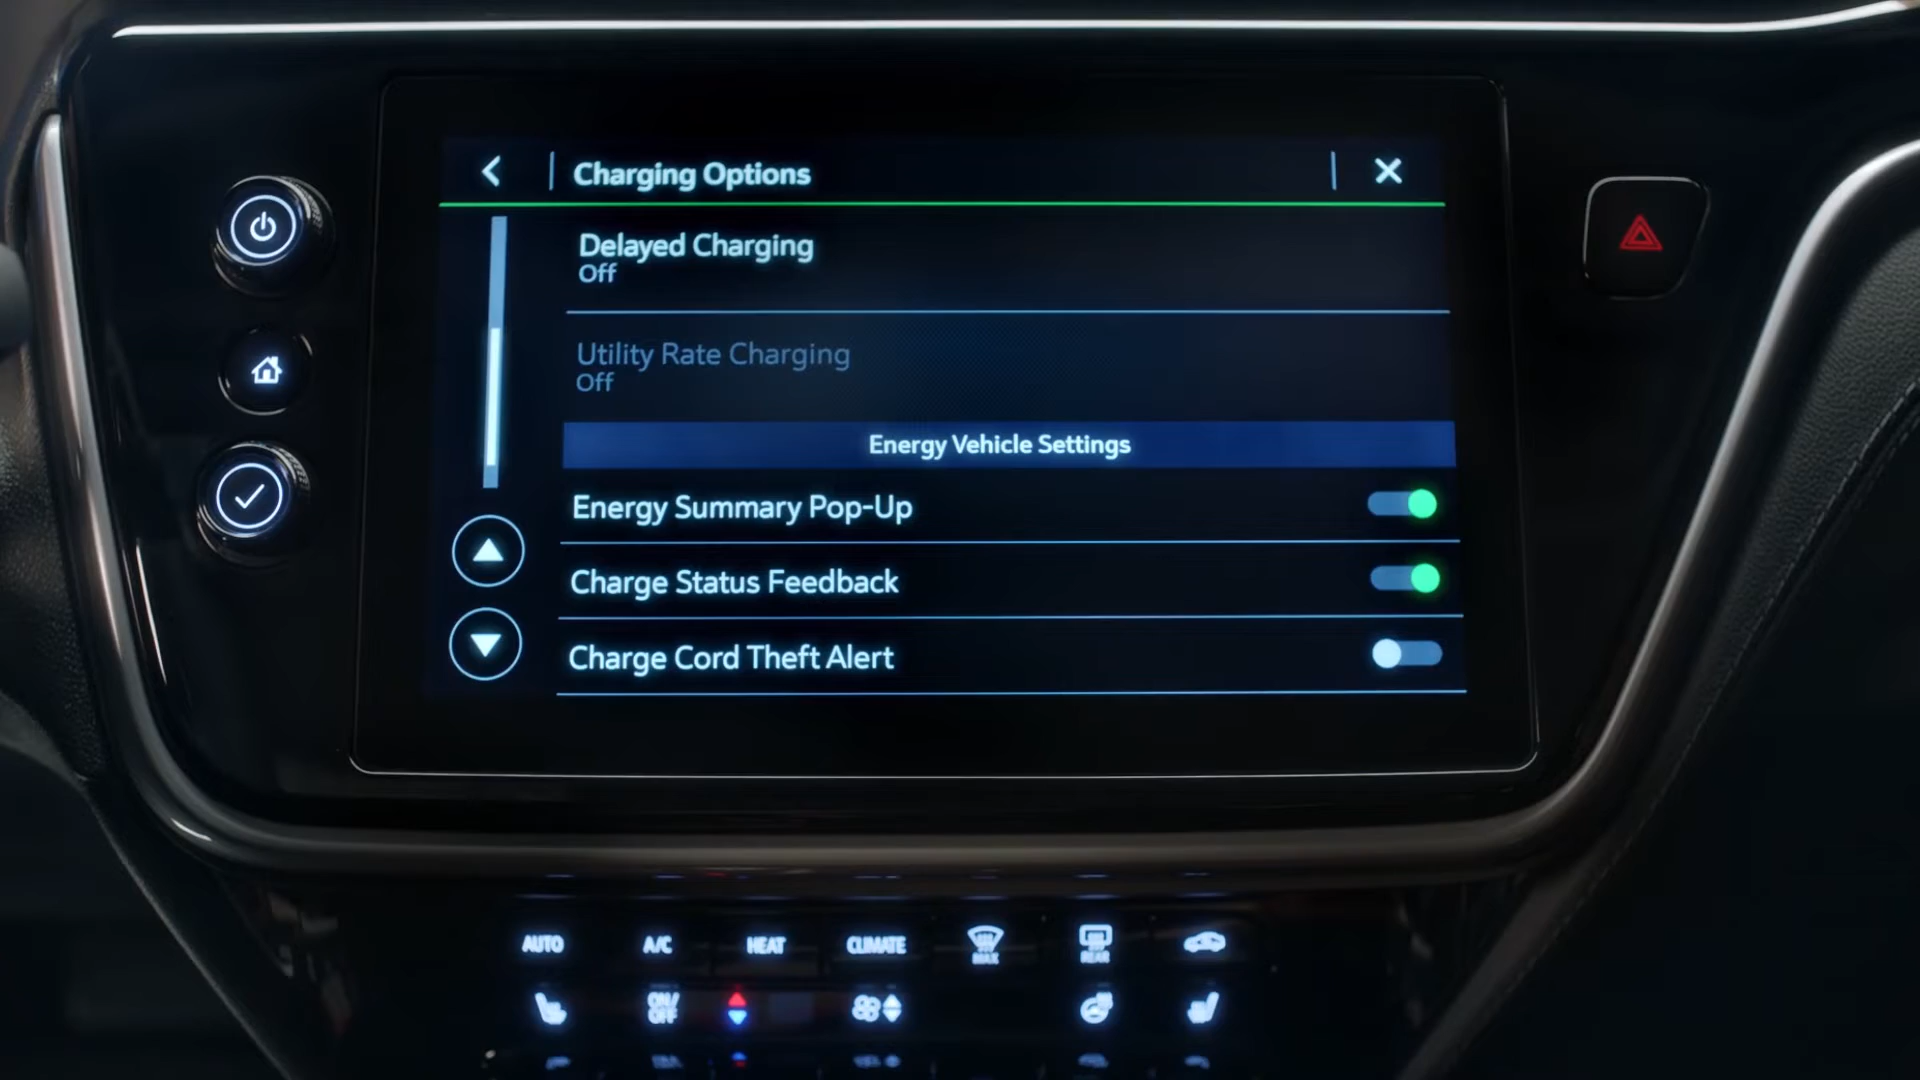 Charging Options
Delayed Charging
Off
Utility Rate Charging
Off
Energy Vehicle Settings
Energy Summary Pop-Up
Charge Status Feedback
Charge Cord Theft Alert
AUTO A/C HEAT CLIMATE MAX REAR
ON/
OFF